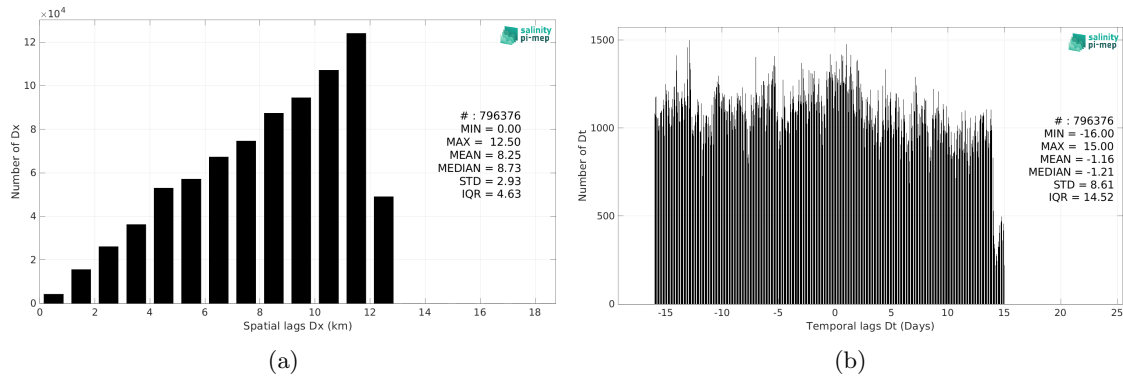 ×10⁴
12
10
8
6
4
2
0
Number of Dx
0 2 4 6 8 10 12 14 16 18
Spatial lags Dx (km)
salinity
pi-mep
# : 796376
MIN = 0.00
MAX = 12.50
MEAN = 8.25
MEDIAN = 8.73
STD = 2.93
IQR = 4.63
(a)
1500
1000
500
0
Number of Dt
-15 -10 -5 0 5 10 15 20 25
Temporal lags Dt (Days)
salinity
pi-mep
# : 796376
MIN = -16.00
MAX = 15.00
MEAN = -1.16
MEDIAN = -1.21
STD = 8.61
IQR = 14.52
(b)